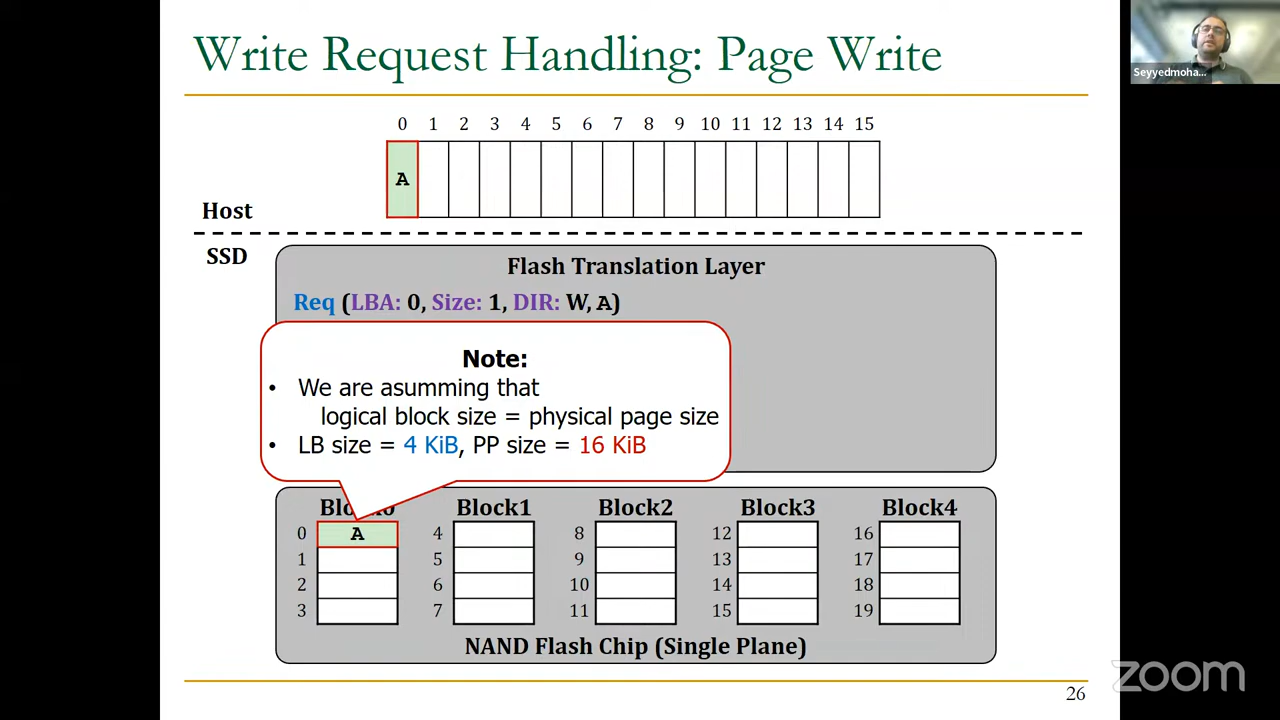 Write Request Handling: Page Write
Seyyedmoha...
0 1 2 3 4 5 6 7 8 9 10 11 12 13 14 15
A
Host
SSD
Flash Translation Layer
Req (LBA: 0, Size: 1, DIR: W, A)
Note:
• We are asumming that
logical block size = physical page size
• LB size = 4 KiB, PP size = 16 KiB
Block0 Block1 Block2 Block3 Block4
0 A 4 8 12 16
1 5 9 13 17
2 6 10 14 18
3 7 11 15 19
NAND Flash Chip (Single Plane)
26
zoom